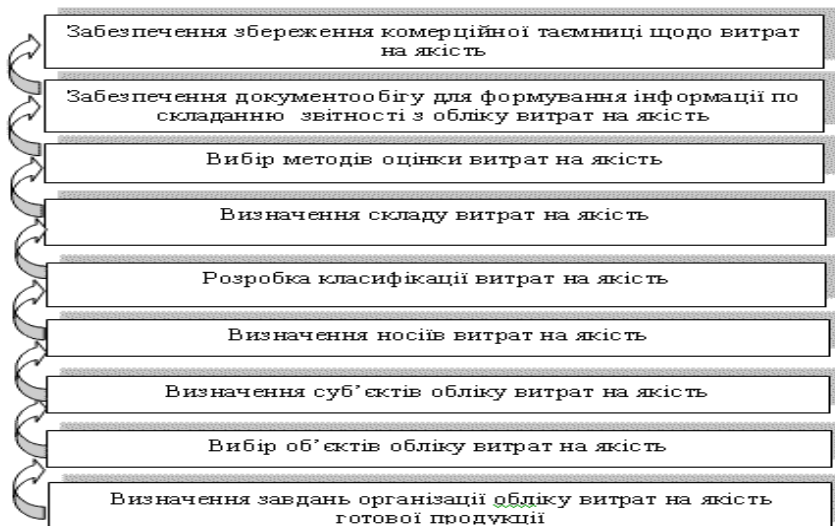 Забезпечення збереження комерційної таємниці щодо витрат
на якість
Забезпечення документообігу для формування інформації по
складанню звітності з обліку витрат на якість
Вибір методів оцінки витрат на якість
Визначення складу витрат на якість
Розробка класифікації витрат на якість
Визначення носіїв витрат на якість
Визначення суб’єктів обліку витрат на якість
Вибір об’єктів обліку витрат на якість
Визначення завдань організації обліку витрат на якість
готової продукції